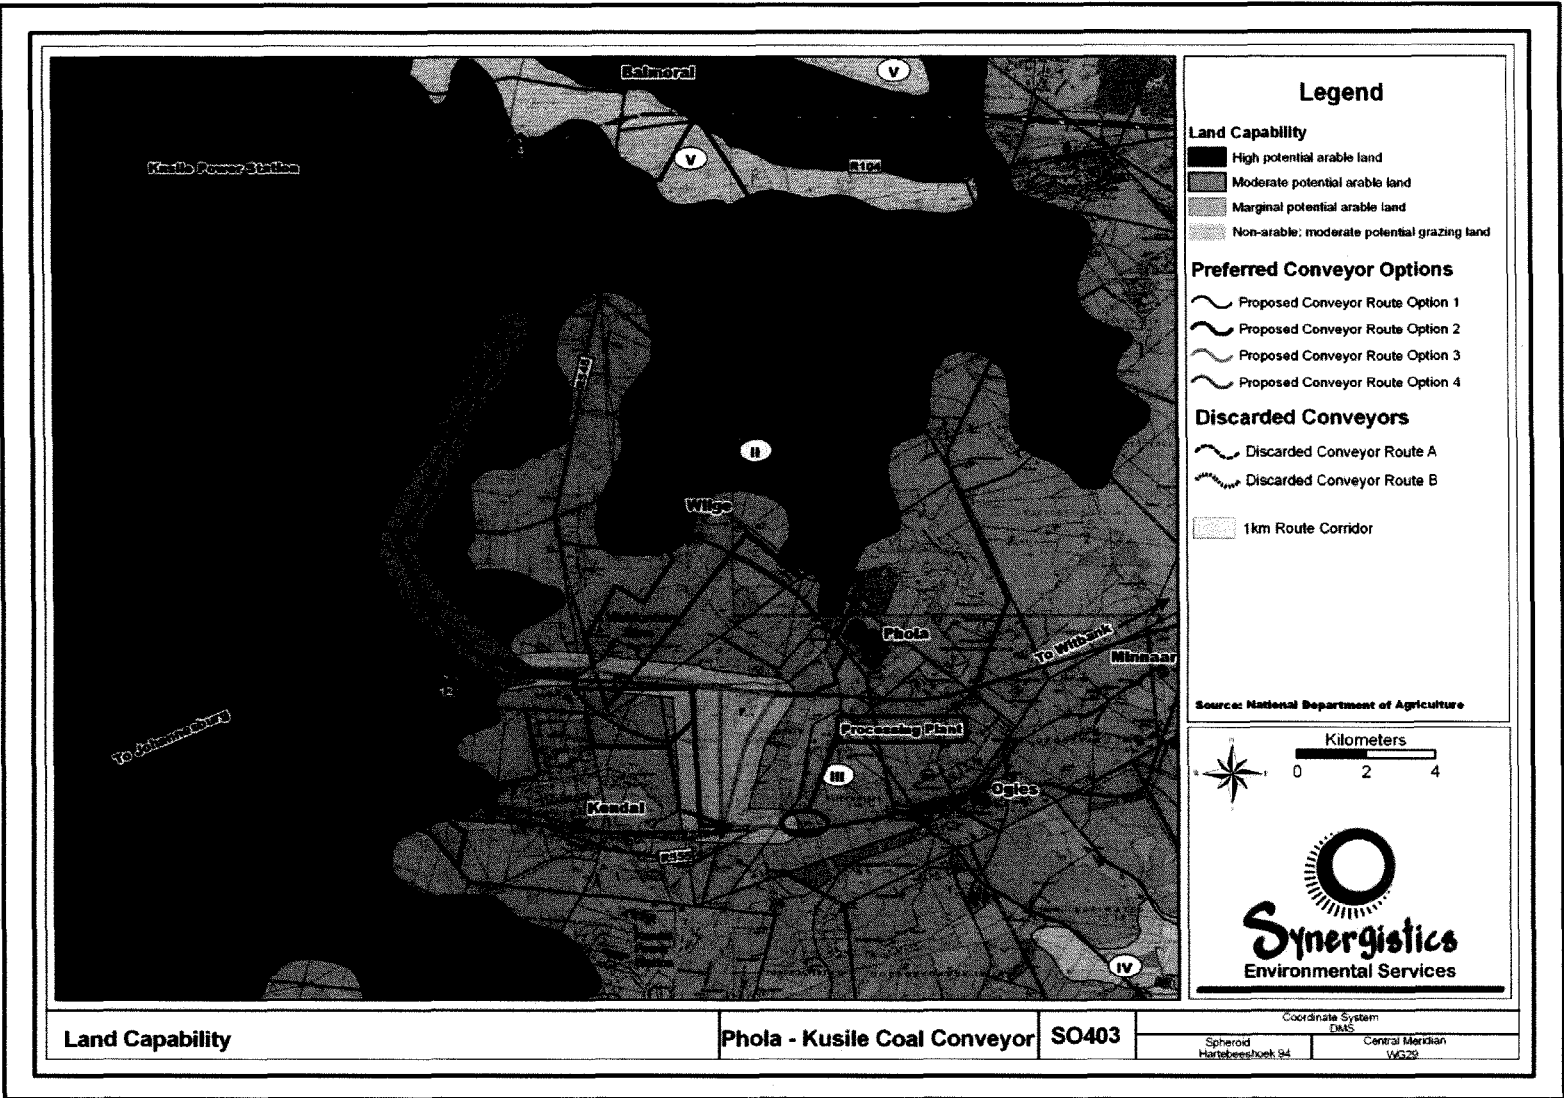 Balmoral
V
Kusile Power Station
V
R104
R545
II
Wilge
Phola
To Witbank
Minnaar
12
To Johannesburg
Processing Plant
III
Ogies
Kendal
R555
IV
Legend
Land Capability
High potential arable land
Moderate potential arable land
Marginal potential arable land
Non-arable; moderate potential grazing land
Preferred Conveyor Options
Proposed Conveyor Route Option 1
Proposed Conveyor Route Option 2
Proposed Conveyor Route Option 3
Proposed Conveyor Route Option 4
Discarded Conveyors
Discarded Conveyor Route A
Discarded Conveyor Route B
1km Route Corridor
Source: National Department of Agriculture
Kilometers
0 2 4
Synergistics
Environmental Services
Land Capability
Phola - Kusile Coal Conveyor
SO403
Coordinate System
DMS
Spheroid
Hartebeeshoek 94
Central Meridian
WG29